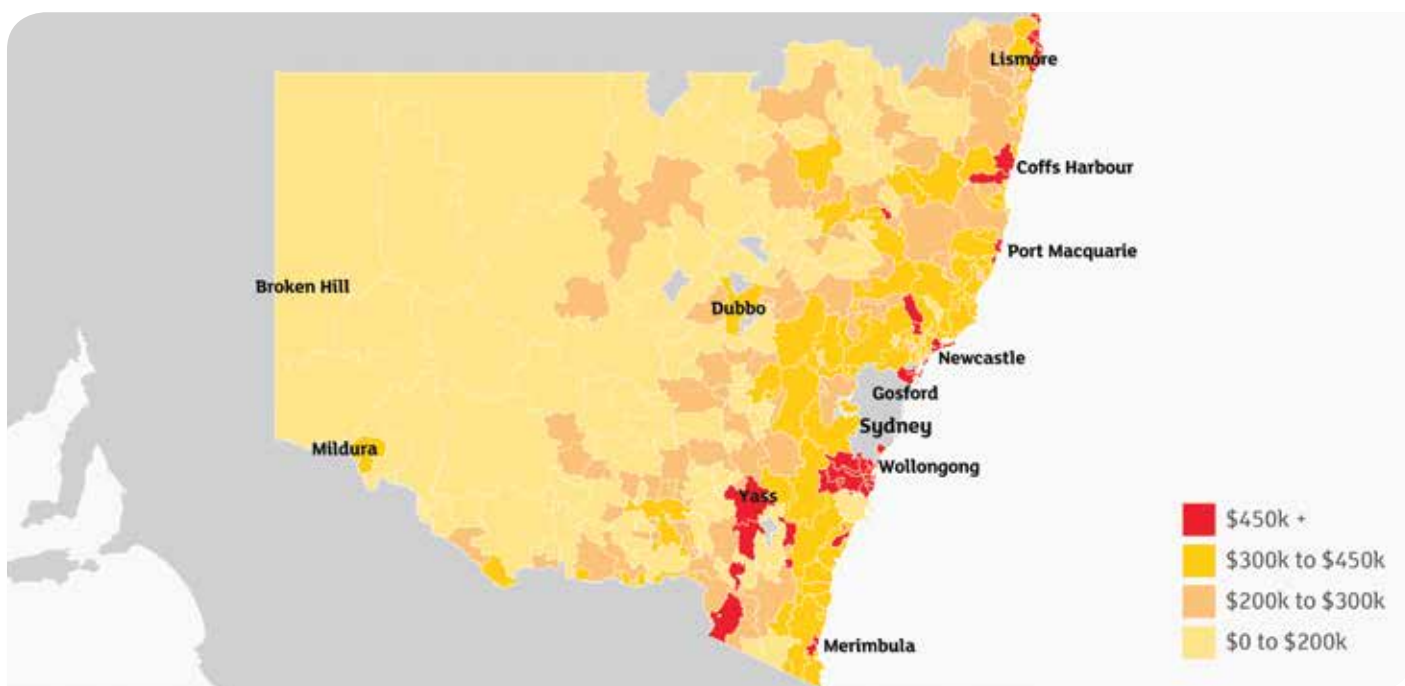 Lismore
Coffs Harbour
Port Macquarie
Broken Hill
Dubbo
Newcastle
Gosford
Sydney
Mildura
Wollongong
Yass
$450k +
$300k to $450k
$200k to $300k
$0 to $200k
Merimbula